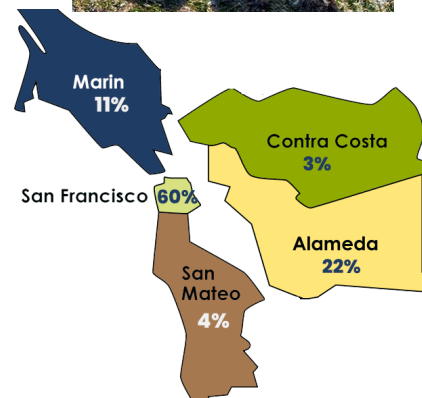 Marin
11%
Contra Costa
3%
San Francisco
60%
Alameda
22%
San
Mateo
4%